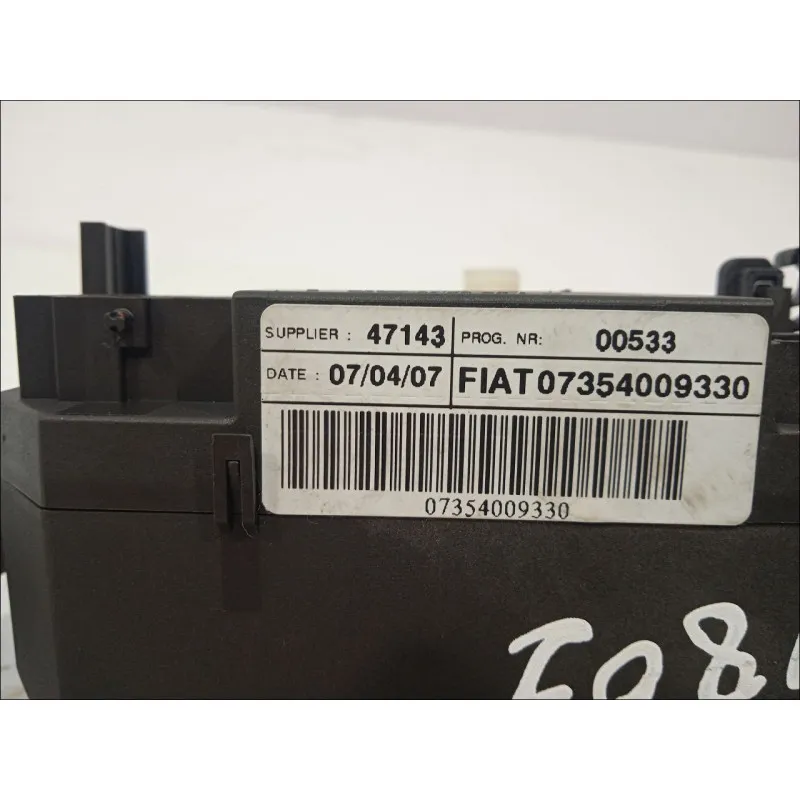 SUPPLIER : 47143 PROG. NR: 00533
DATE : 07/04/07 FIAT 07354009330
07354009330